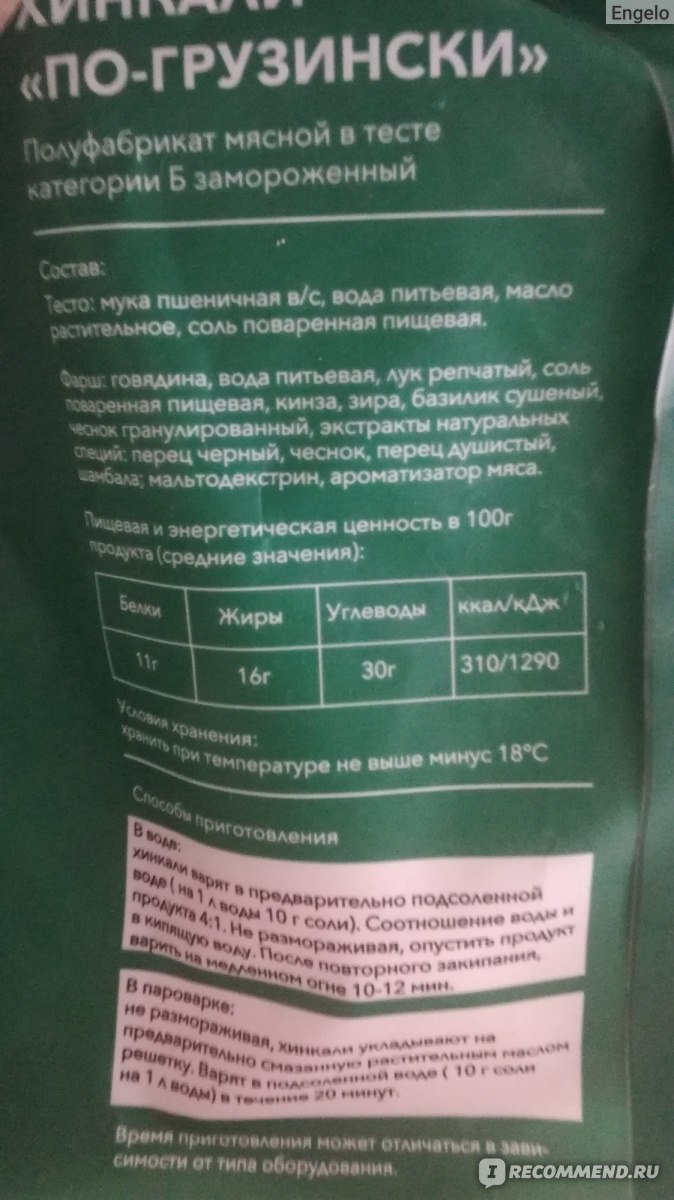 Engelo
ХИНКАЛИ
«ПО-ГРУЗИНСКИ»
Полуфабрикат мясной в тесте
категории Б замороженный
Состав:
Тесто: мука пшеничная в/с, вода питьевая, масло
растительное, соль поваренная пищевая.
Фарш: говядина, вода питьевая, лук репчатый, соль
поваренная пищевая, кинза, зира, базилик сушеный,
чеснок гранулированный, экстракты натуральных
специй: перец черный, чеснок, перец душистый,
шамбала; мальтодекстрин, ароматизатор мяса.
Пищевая и энергетическая ценность в 100г
продукта (средние значения):
Белки Жиры Углеводы ккал/кДж
11г 16г 30г 310/1290
Условия хранения:
хранить при температуре не выше минус 18°С
Способы приготовления
В воде:
хинкали варят в предварительно подсоленной
воде ( на 1 л воды 10 г соли). Соотношение воды и
продукта 4:1. Не размораживая, опустить продукт
в кипящую воду. После повторного закипания,
варить на медленном огне 10-12 мин.
В пароварке:
не размораживая, хинкали укладывают на
предварительно смазанную растительным маслом
решетку. Варят в подсоленной воде ( 10 г соли
на 1 л воды) в течение 20 минут.
Время приготовления может отличаться в зави-
симости от типа оборудования.
IRECOMMEND.RU